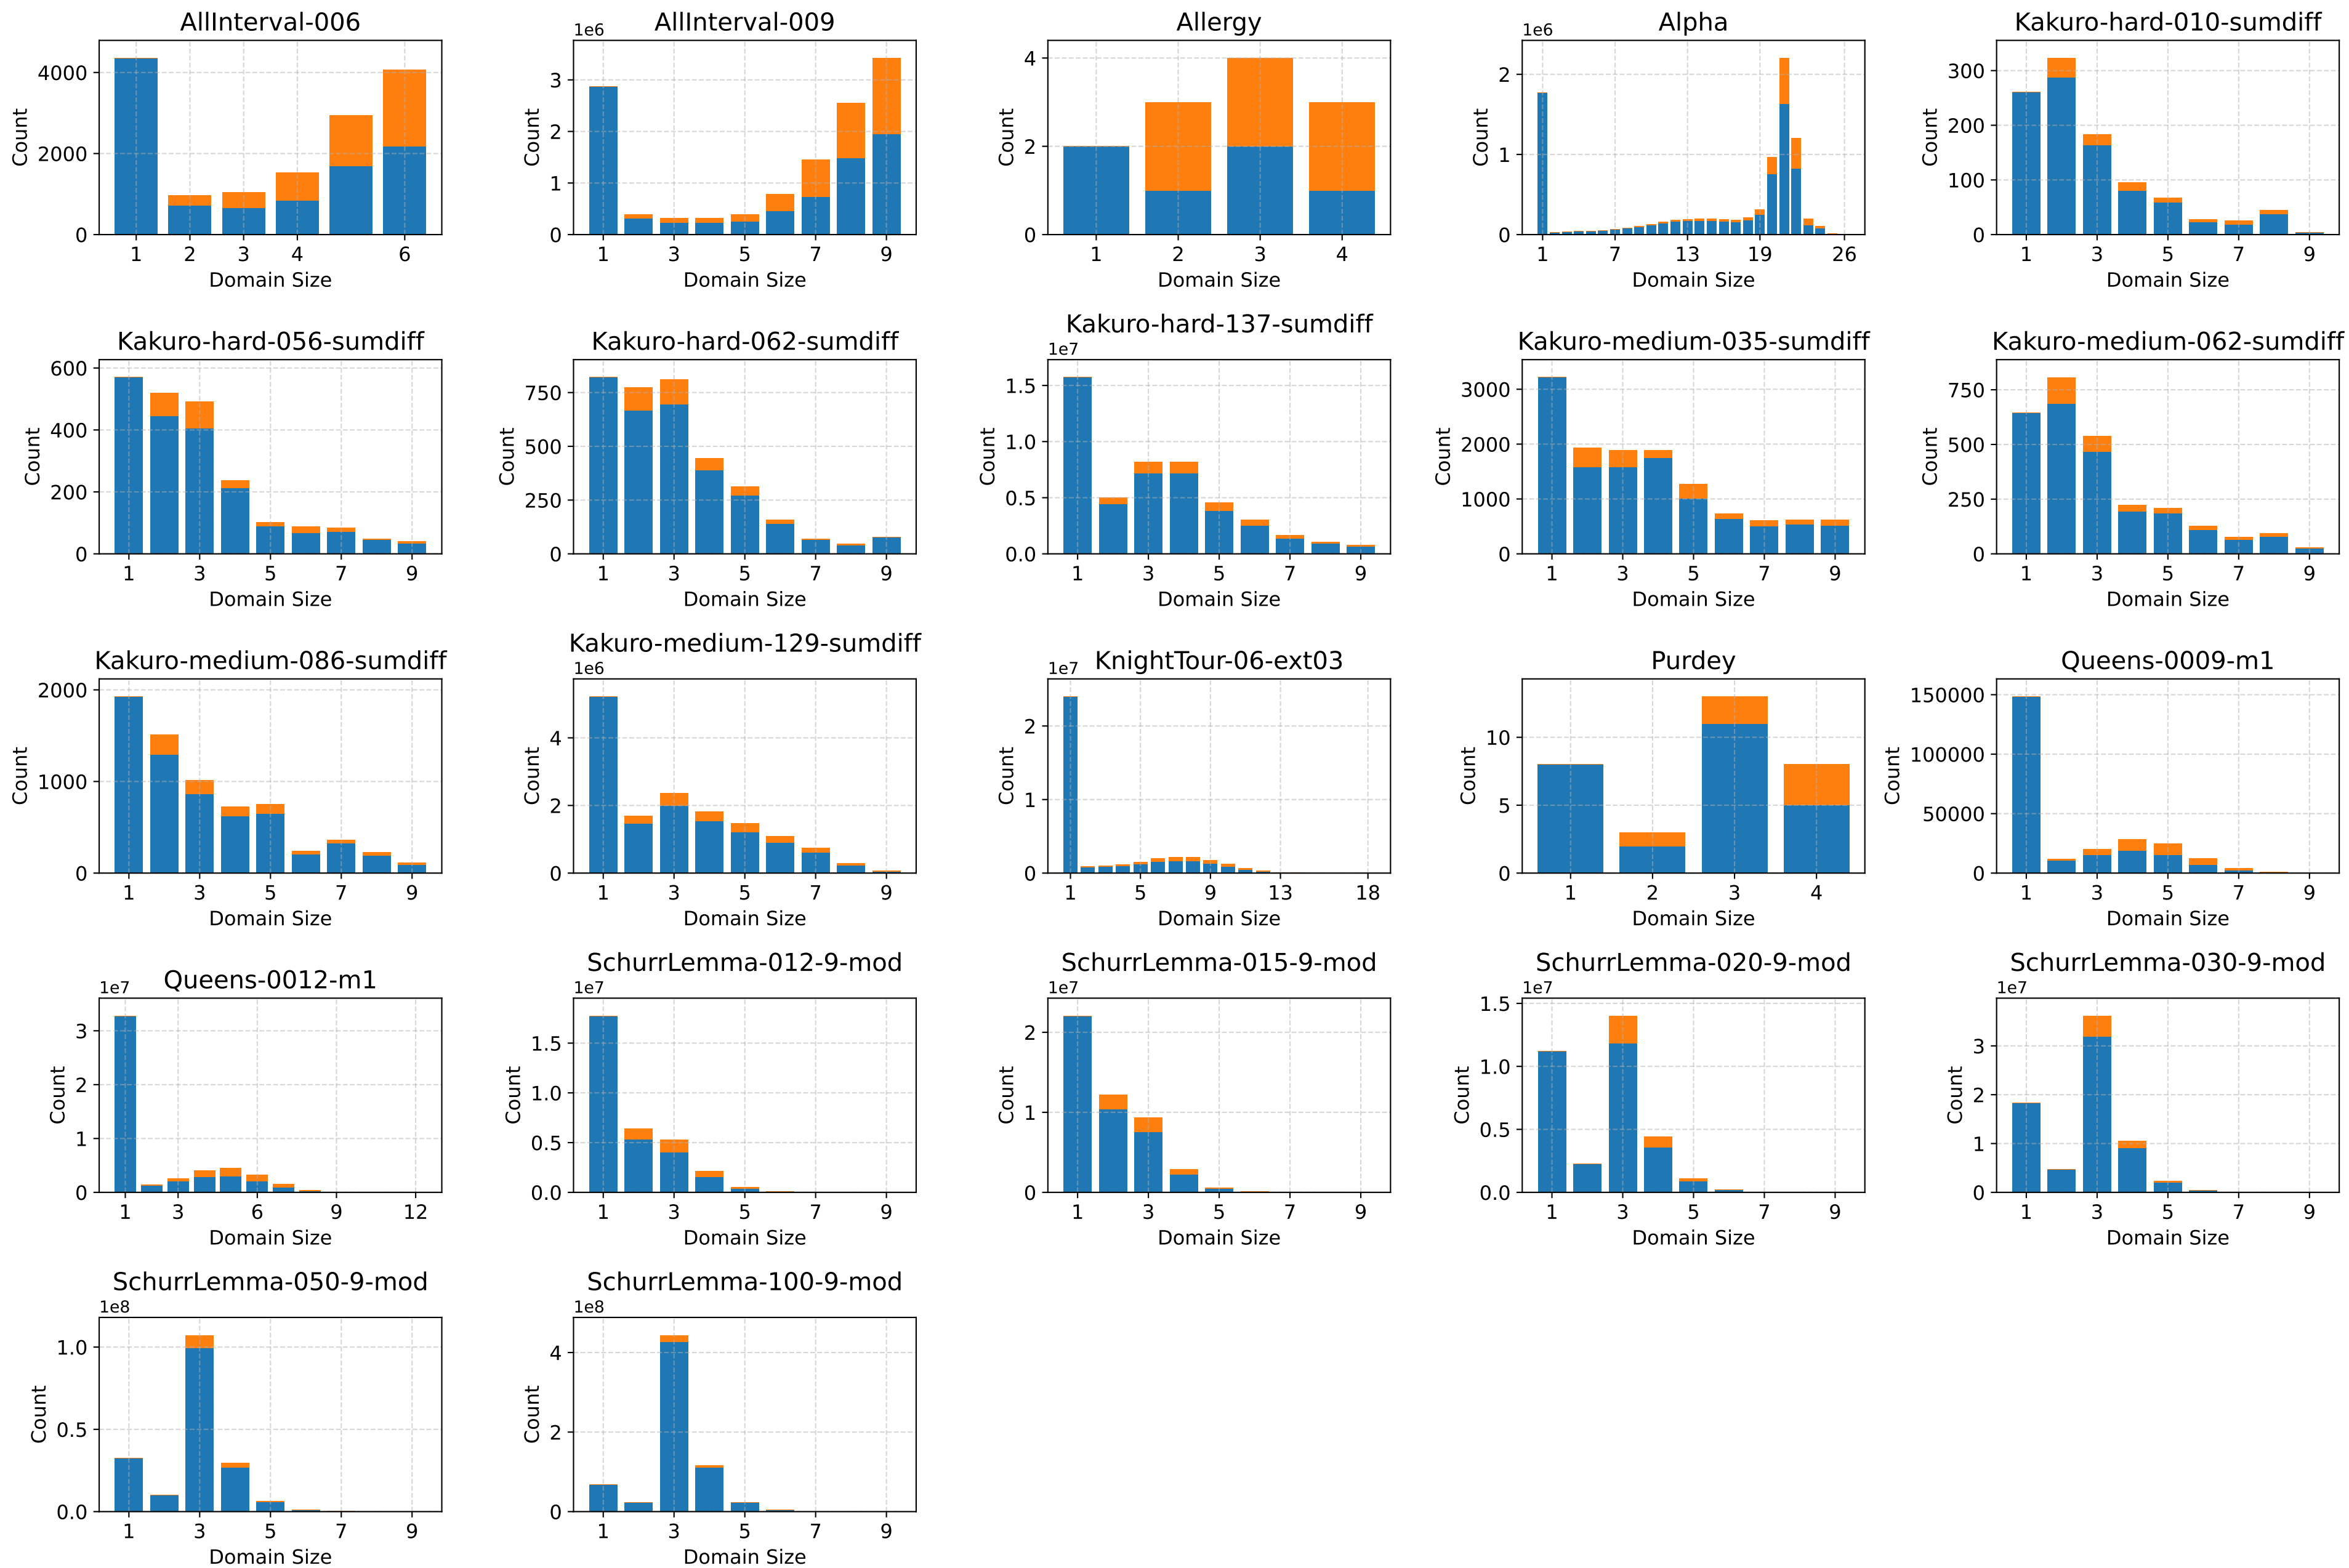 AllInterval-006
Count
4000
2000
0
1 2 3 4 6
Domain Size
AllInterval-009
1e6
Count
3
2
1
0
1 3 5 7 9
Domain Size
Allergy
Count
4
2
0
1 2 3 4
Domain Size
Alpha
1e6
Count
2
1
0
1 7 13 19 26
Domain Size
Kakuro-hard-010-sumdiff
Count
300
200
100
0
1 3 5 7 9
Domain Size
Kakuro-hard-056-sumdiff
Count
600
400
200
0
1 3 5 7 9
Domain Size
Kakuro-hard-062-sumdiff
Count
750
500
250
0
1 3 5 7 9
Domain Size
Kakuro-hard-137-sumdiff
1e7
Count
1.5
1.0
0.5
0.0
1 3 5 7 9
Domain Size
Kakuro-medium-035-sumdiff
Count
3000
2000
1000
0
1 3 5 7 9
Domain Size
Kakuro-medium-062-sumdiff
Count
750
500
250
0
1 3 5 7 9
Domain Size
Kakuro-medium-086-sumdiff
Count
2000
1000
0
1 3 5 7 9
Domain Size
Kakuro-medium-129-sumdiff
1e6
Count
4
2
0
1 3 5 7 9
Domain Size
KnightTour-06-ext03
1e7
Count
2
1
0
1 5 9 13 18
Domain Size
Purdey
Count
10
5
0
1 2 3 4
Domain Size
Queens-0009-m1
Count
150000
100000
50000
0
1 3 5 7 9
Domain Size
Queens-0012-m1
1e7
Count
3
2
1
0
1 3 6 9 12
Domain Size
SchurrLemma-012-9-mod
1e7
Count
1.5
1.0
0.5
0.0
1 3 5 7 9
Domain Size
SchurrLemma-015-9-mod
1e7
Count
2
1
0
1 3 5 7 9
Domain Size
SchurrLemma-020-9-mod
1e7
Count
1.5
1.0
0.5
0.0
1 3 5 7 9
Domain Size
SchurrLemma-030-9-mod
1e7
Count
3
2
1
0
1 3 5 7 9
Domain Size
SchurrLemma-050-9-mod
1e8
Count
1.0
0.5
0.0
1 3 5 7 9
Domain Size
SchurrLemma-100-9-mod
1e8
Count
4
2
0
1 3 5 7 9
Domain Size